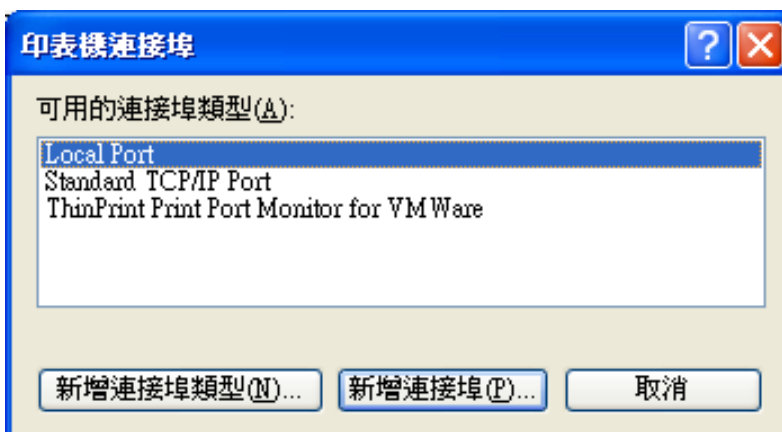 印表機連接埠
可用的連接埠類型(A):
Local Port
Standard TCP/IP Port
ThinPrint Print Port Monitor for VMWare
新增連接埠類型(N)... 新增連接埠(P)... 取消